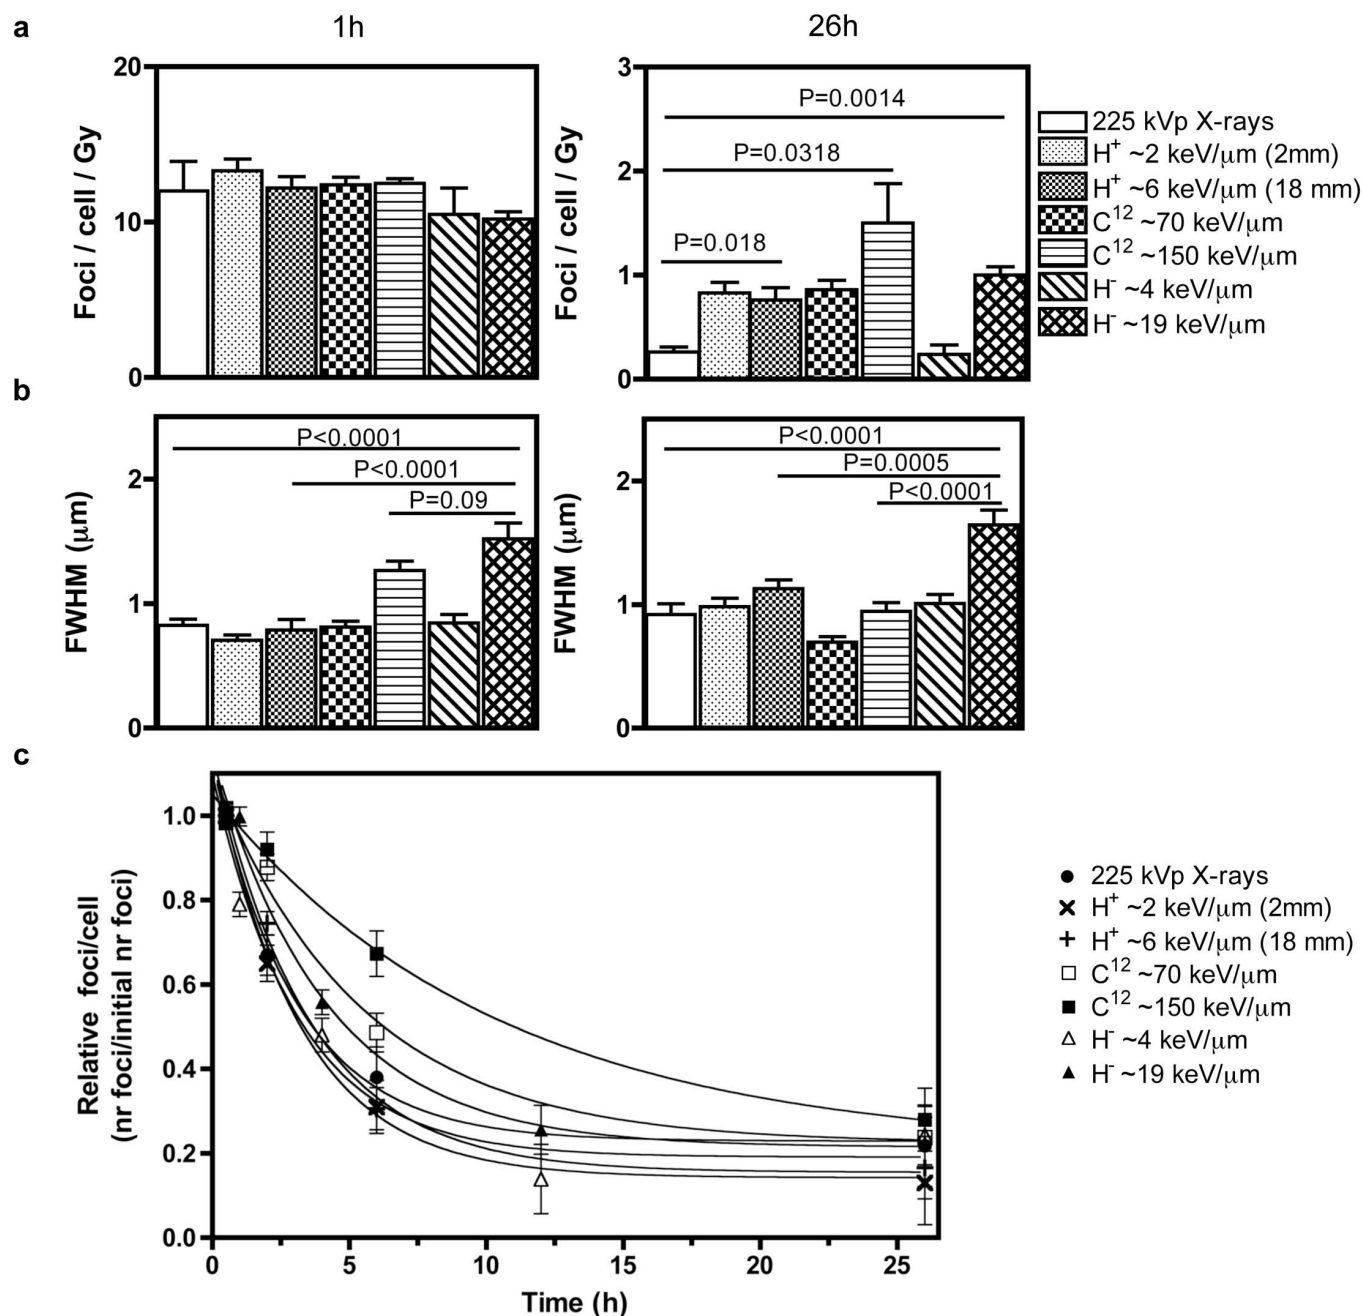 a
1h
26h
20
10
0
Foci / cell / Gy
3
2
1
0
Foci / cell / Gy
P=0.0014
P=0.0318
P=0.018
225 kVp X-rays
H⁺ ~2 keV/μm (2mm)
H⁺ ~6 keV/μm (18 mm)
C¹² ~70 keV/μm
C¹² ~150 keV/μm
H⁻ ~4 keV/μm
H⁻ ~19 keV/μm
b
2
1
0
FWHM (μm)
P<0.0001
P<0.0001
P=0.09
2
1
0
FWHM (μm)
P<0.0001
P=0.0005
P<0.0001
c
1.0
0.8
0.6
0.4
0.2
0.0
Relative foci/cell
(nr foci/initial nr foci)
0 5 10 15 20 25
Time (h)
225 kVp X-rays
H⁺ ~2 keV/μm (2mm)
H⁺ ~6 keV/μm (18 mm)
C¹² ~70 keV/μm
C¹² ~150 keV/μm
H⁻ ~4 keV/μm
H⁻ ~19 keV/μm